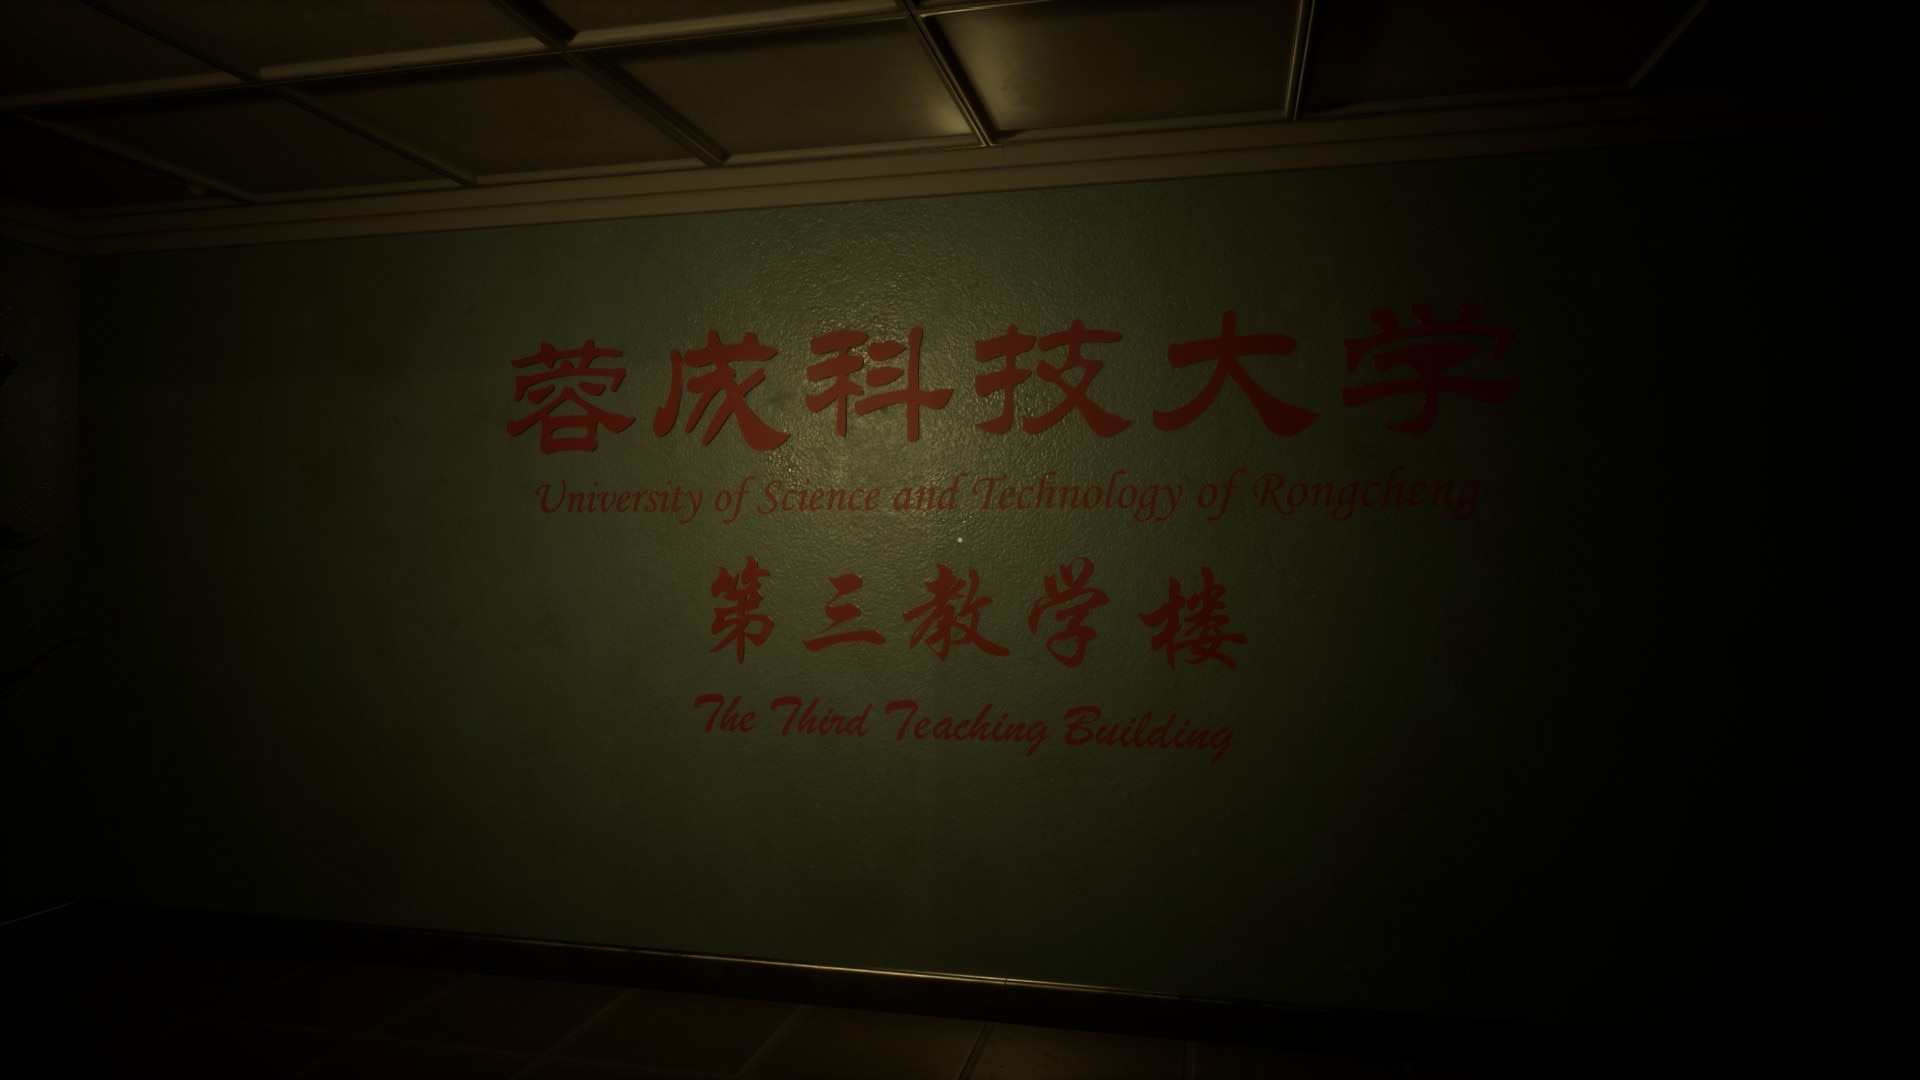 蓉成科技大学
University of Science and Technology of Rongcheng
第三教学楼
The Third Teaching Building